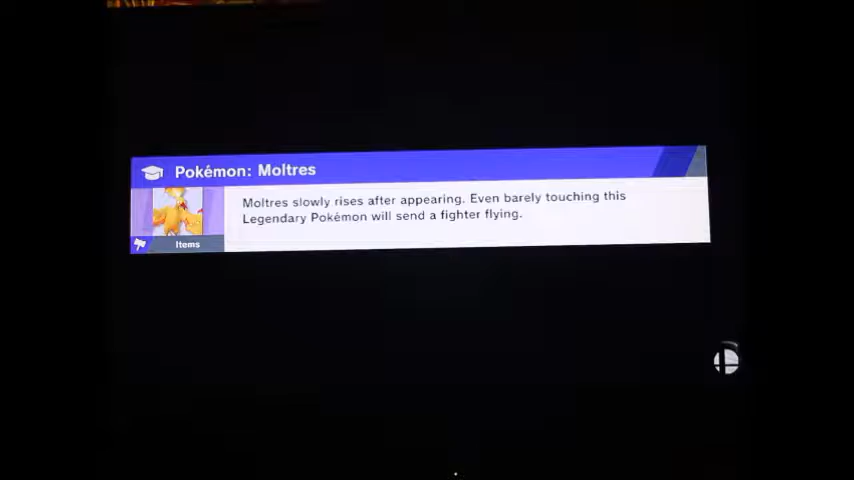 Pokémon: Moltres
Moltres slowly rises after appearing. Even barely touching this
Legendary Pokémon will send a fighter flying.
Items